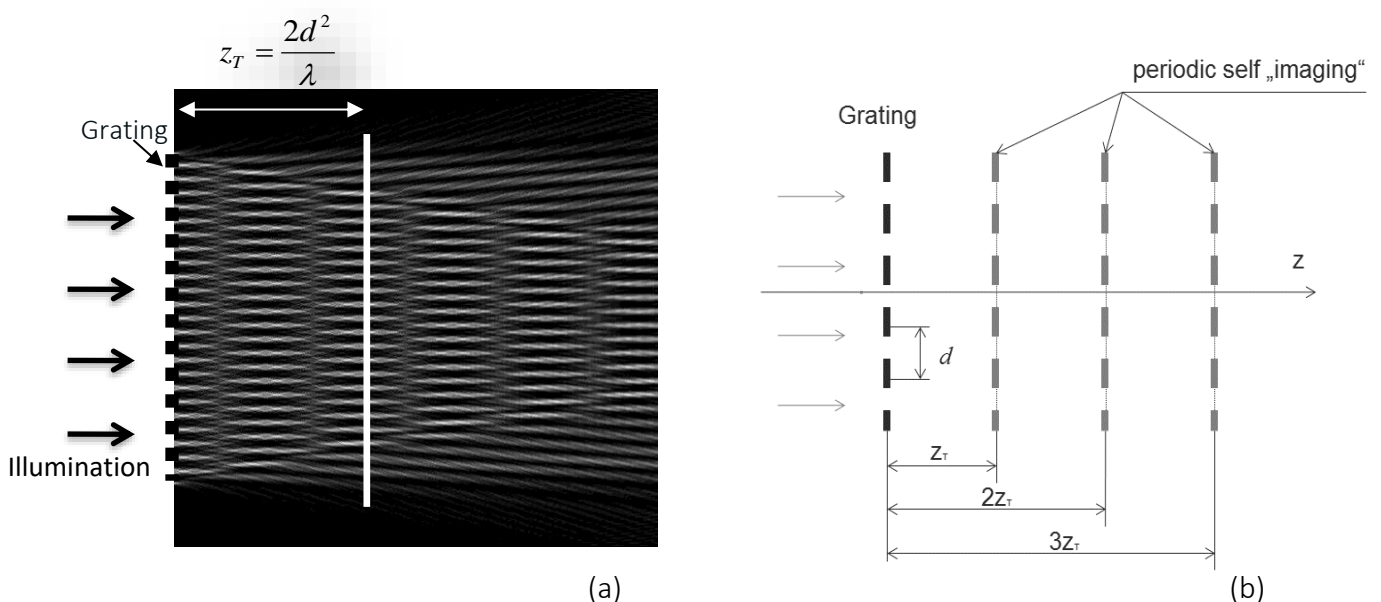 z_T = 2d² / λ
Grating
Illumination
(a)
periodic self „imaging“
Grating
z
d
z_T
2z_T
3z_T
(b)